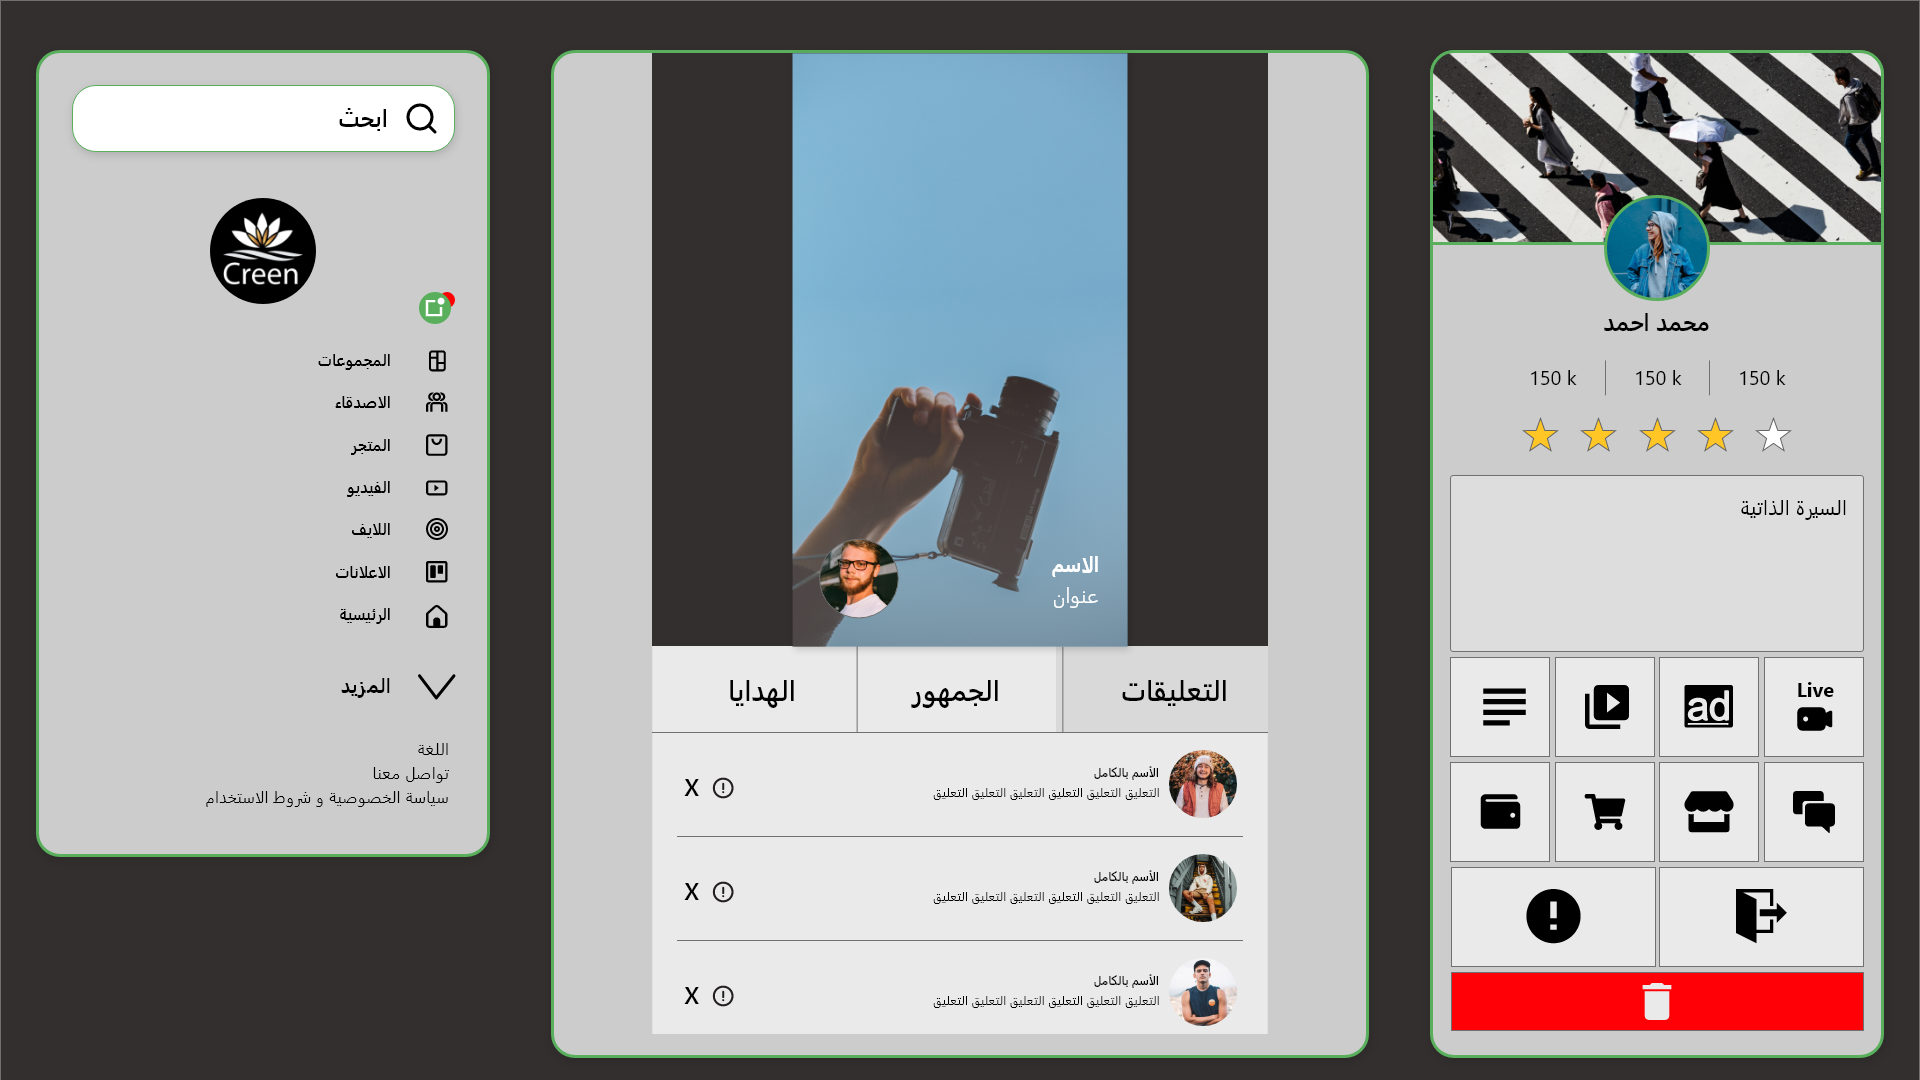 ابحث
Creen
المجموعات
الاصدقاء
المتجر
الفيديو
اللايف
الاعلانات
الرئيسية
المزيد
اللغة
تواصل معنا
سياسة الخصوصية و شروط الاستخدام
الاسم
عنوان
التعليقات
الجمهور
الهدايا
الأسم بالكامل
التعليق التعليق التعليق التعليق التعليق التعليق
X
الأسم بالكامل
التعليق التعليق التعليق التعليق التعليق التعليق
X
الأسم بالكامل
التعليق التعليق التعليق التعليق التعليق التعليق
X
محمد احمد
150 k
150 k
150 k
السيرة الذاتية
ad
Live